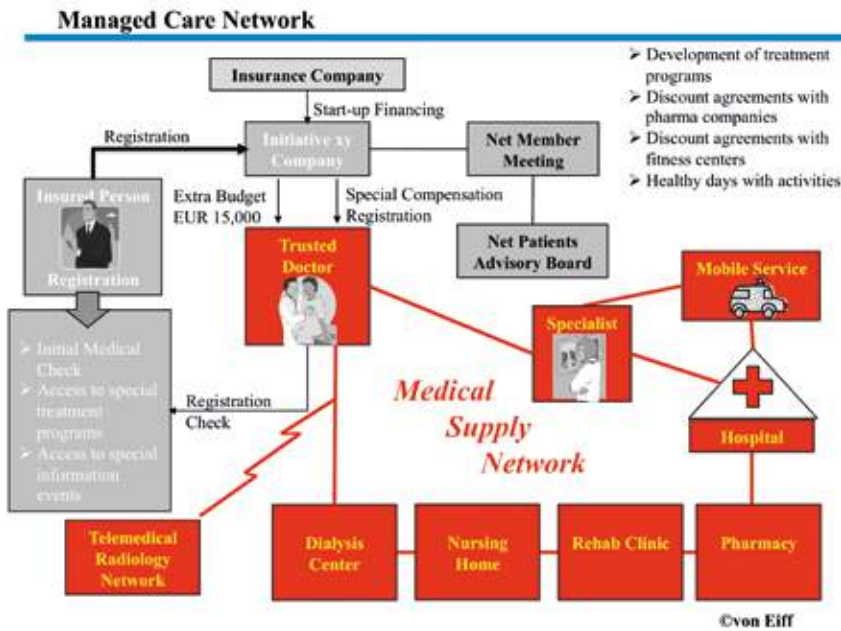 Managed Care Network
Insurance Company
Start-up Financing
➢ Development of treatment
programs
➢ Discount agreements with
pharma companies
➢ Discount agreements with
fitness centers
➢ Healthy days with activities
Registration
Initiative xy
Company
Net Member
Meeting
Insured Person
Registration
Extra Budget
EUR 15,000
Special Compensation
Registration
Net Patients
Advisory Board
Trusted
Doctor
Mobile Service
Specialist
➢ Initial Medical
Check
➢ Access to special
treatment
programs
➢ Access to special
information
events
Registration
Check
Medical
Supply
Network
Hospital
Telemedical
Radiology
Network
Dialysis
Center
Nursing
Home
Rehab Clinic
Pharmacy
©von Eiff